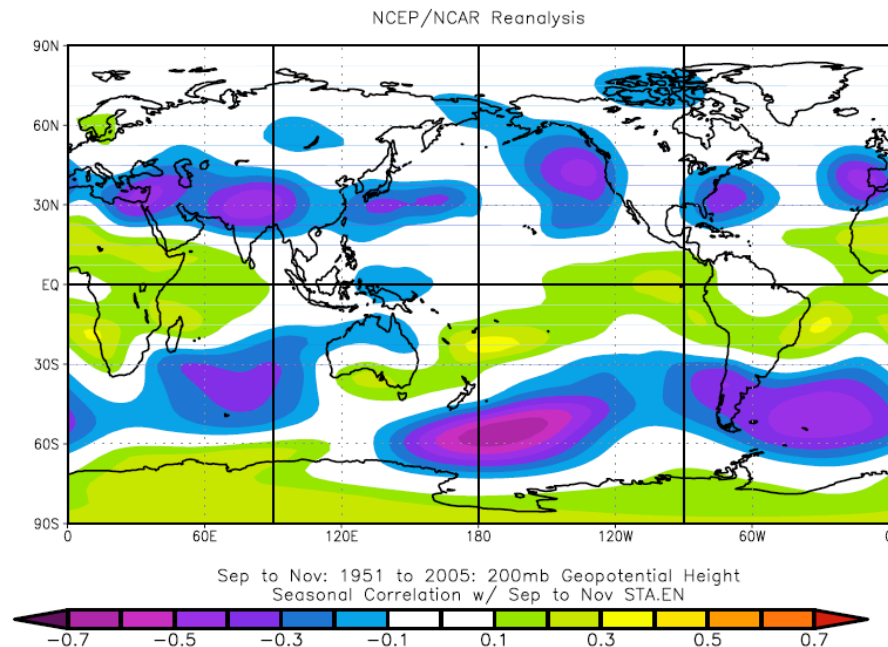 NCEP/NCAR Reanalysis
90N
60N
30N
EQ
30S
60S
90S
0 60E 120E 180 120W 60W 0
Sep to Nov: 1951 to 2005: 200mb Geopotential Height
Seasonal Correlation w/ Sep to Nov STA.EN
-0.7 -0.5 -0.3 -0.1 0.1 0.3 0.5 0.7